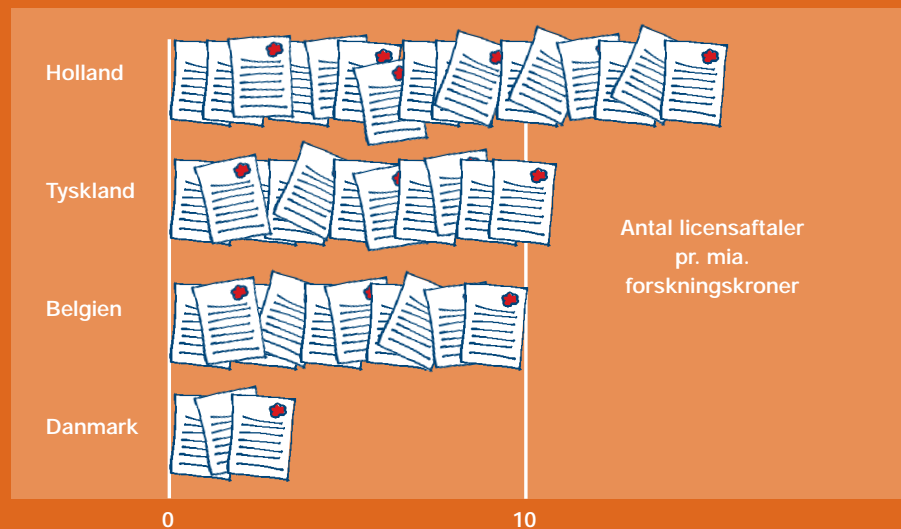 Holland
Tyskland
Antal licensaftaler
pr. mia.
forskningskroner
Belgien
Danmark
0
10